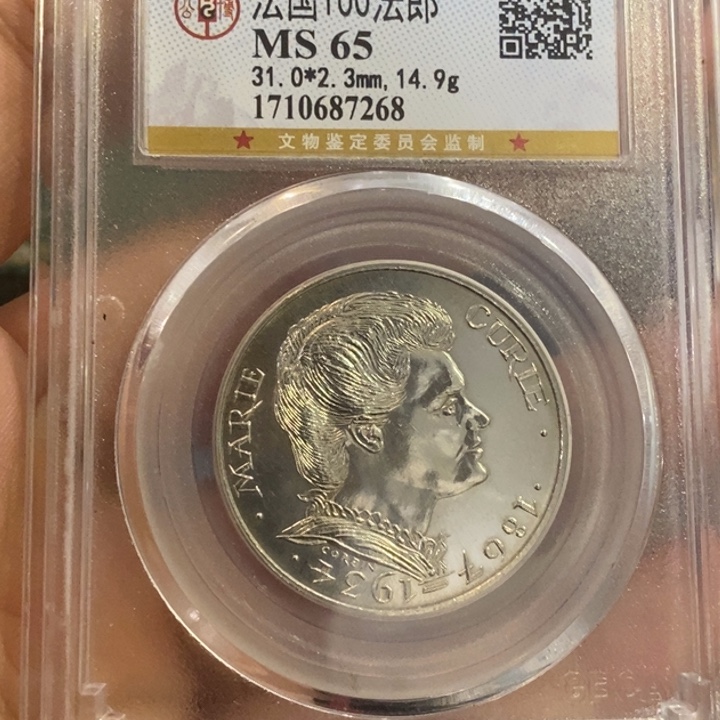 法国100法郎
MS 65
31.0*2.3mm, 14.9g
1710687268
★ 文物鉴定委员会监制 ★
· MARIE
CURIE ·
1867 = 1934
CORBIN